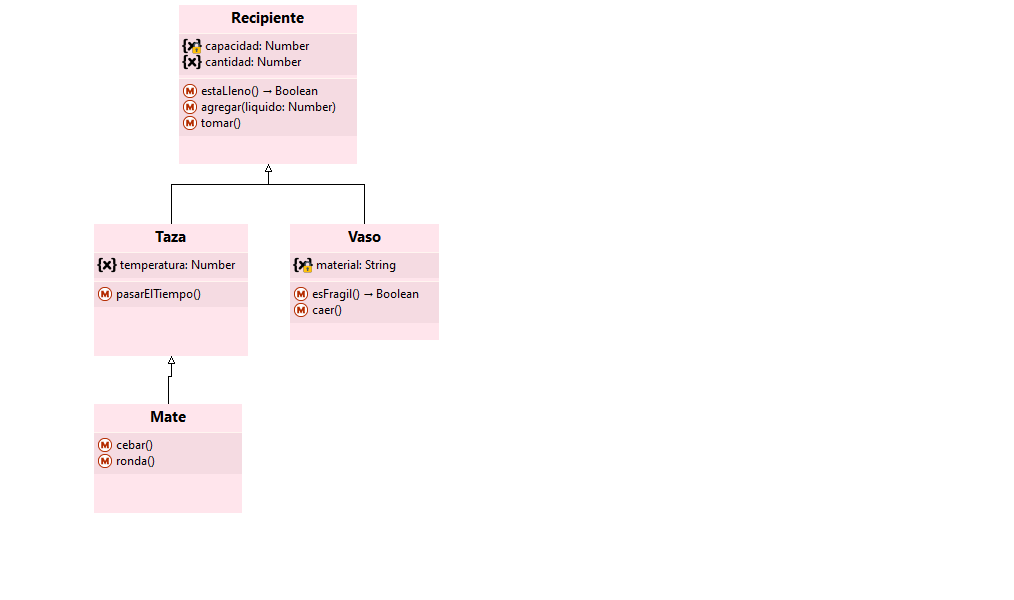 Recipiente
capacidad: Number
cantidad: Number
estaLleno() → Boolean
agregar(liquido: Number)
tomar()
Taza
temperatura: Number
pasarElTiempo()
Vaso
material: String
esFragil() → Boolean
caer()
Mate
cebar()
ronda()